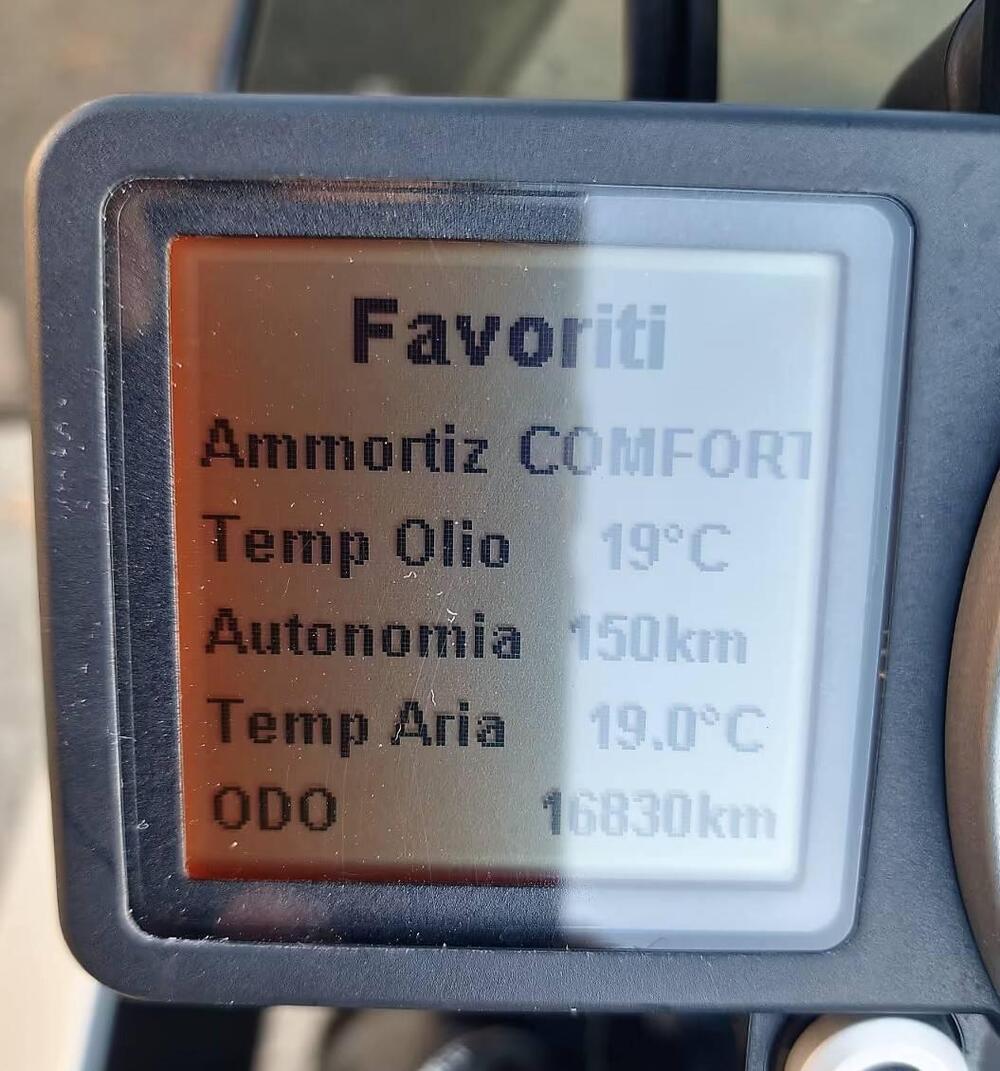 Favoriti
Ammortiz COMFORT
Temp Olio 19°C
Autonomia 150km
Temp Aria 19.0°C
ODO 16830km